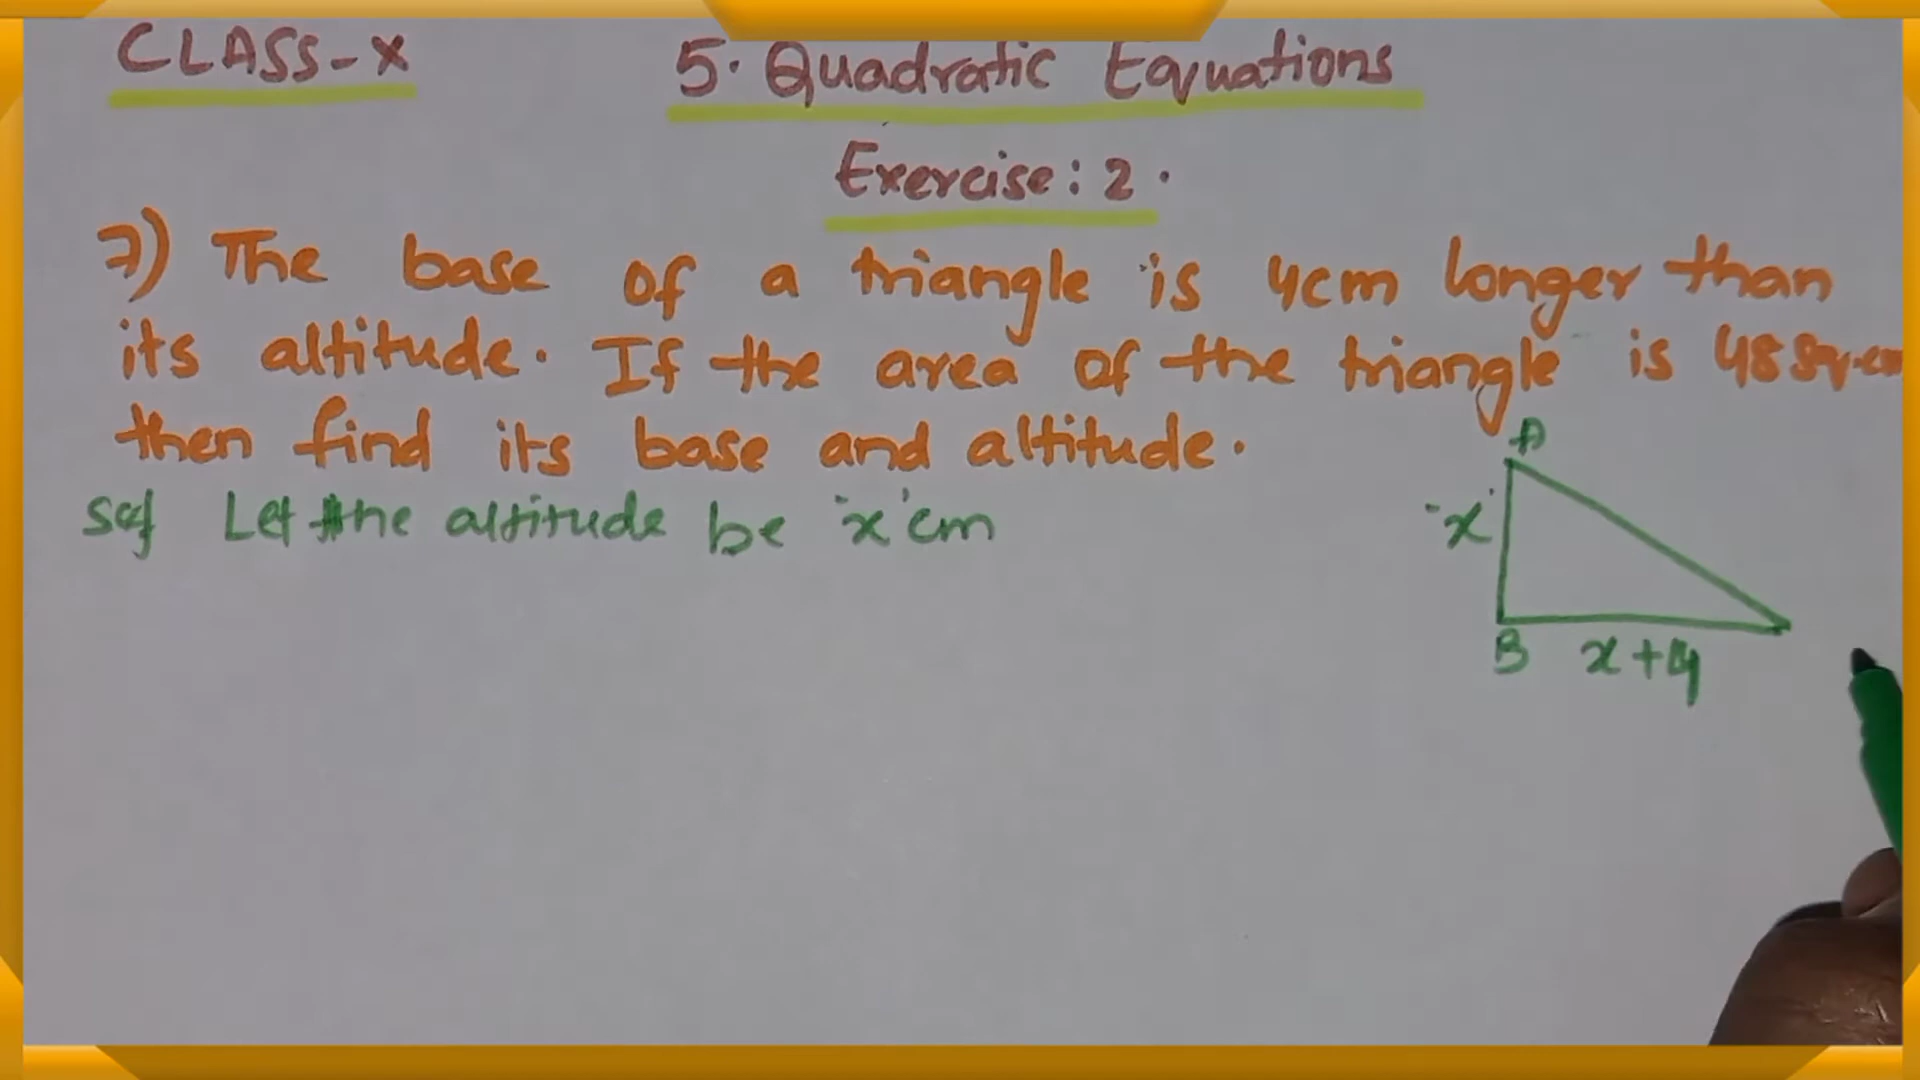 CLASS-X
5. Quadratic Equations
Exercise: 2.
7) The base of a triangle is 4cm longer than
its altitude. If the area of the triangle is 48 sq.cm
then find its base and altitude.
Sol Let the altitude be 'x' cm
A
'x'
B x+4